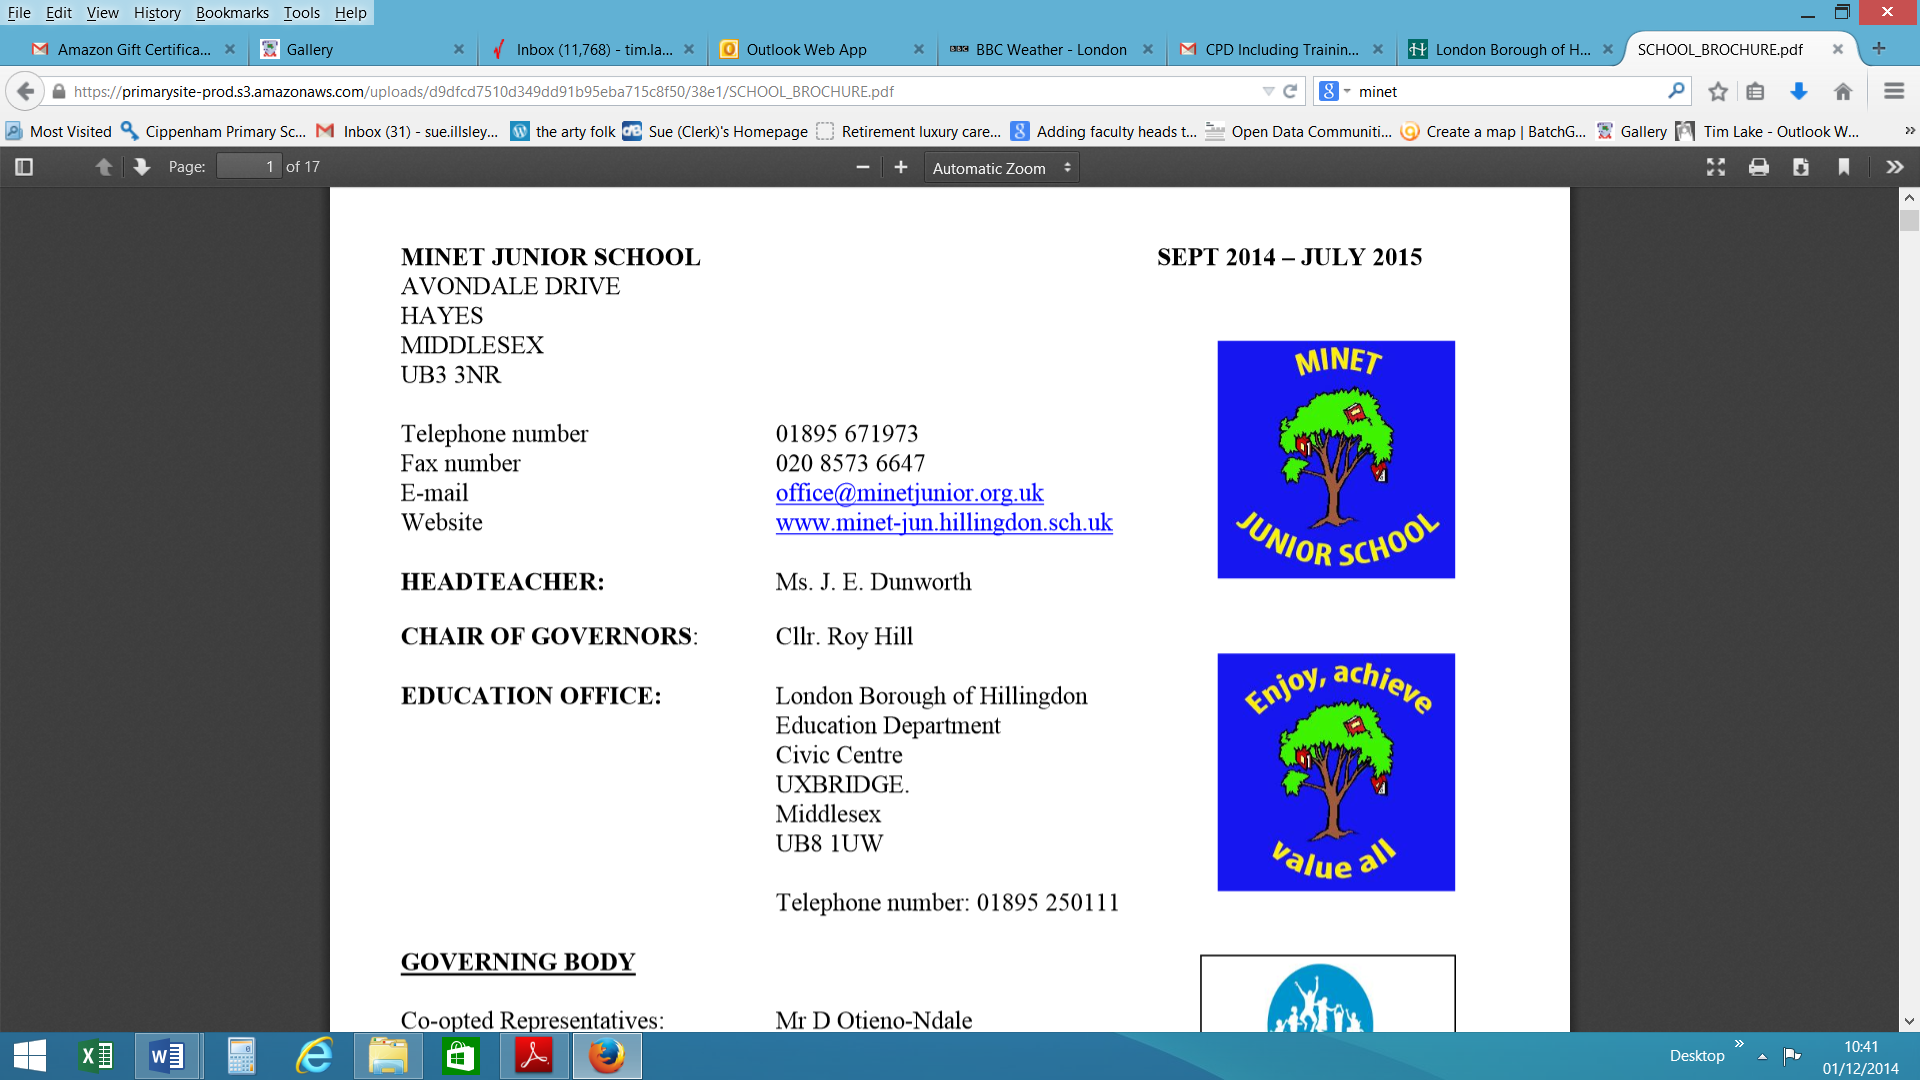 File Edit View History Bookmarks Tools Help
Amazon Gift Certifica...
Gallery
Inbox (11,768) - tim.la...
Outlook Web App
BBC BBC Weather - London
CPD Including Trainin...
London Borough of H...
SCHOOL_BROCHURE.pdf
https://primarysite-prod.s3.amazonaws.com/uploads/d9dfcd7510d349dd91b95eba715c8f50/38e1/SCHOOL_BROCHURE.pdf
minet
Most Visited
Cippenham Primary Sc...
Inbox (31) - sue.illsley...
the arty folk
Sue (Clerk)'s Homepage
Retirement luxury care...
Adding faculty heads t...
Open Data Communiti...
Create a map | BatchG...
Gallery
Tim Lake - Outlook W...
Page: 1 of 17
Automatic Zoom
MINET JUNIOR SCHOOL SEPT 2014 – JULY 2015
AVONDALE DRIVE
HAYES
MIDDLESEX
UB3 3NR
MINET
JUNIOR SCHOOL
Telephone number 01895 671973
Fax number 020 8573 6647
E-mail office@minetjunior.org.uk
Website www.minet-jun.hillingdon.sch.uk
HEADTEACHER: Ms. J. E. Dunworth
CHAIR OF GOVERNORS: Cllr. Roy Hill
EDUCATION OFFICE: London Borough of Hillingdon
Education Department
Civic Centre
UXBRIDGE.
Middlesex
UB8 1UW
Enjoy, achieve
value all
Telephone number: 01895 250111
GOVERNING BODY
Co-opted Representatives: Mr D Otieno-Ndale
Desktop
10:41
01/12/2014